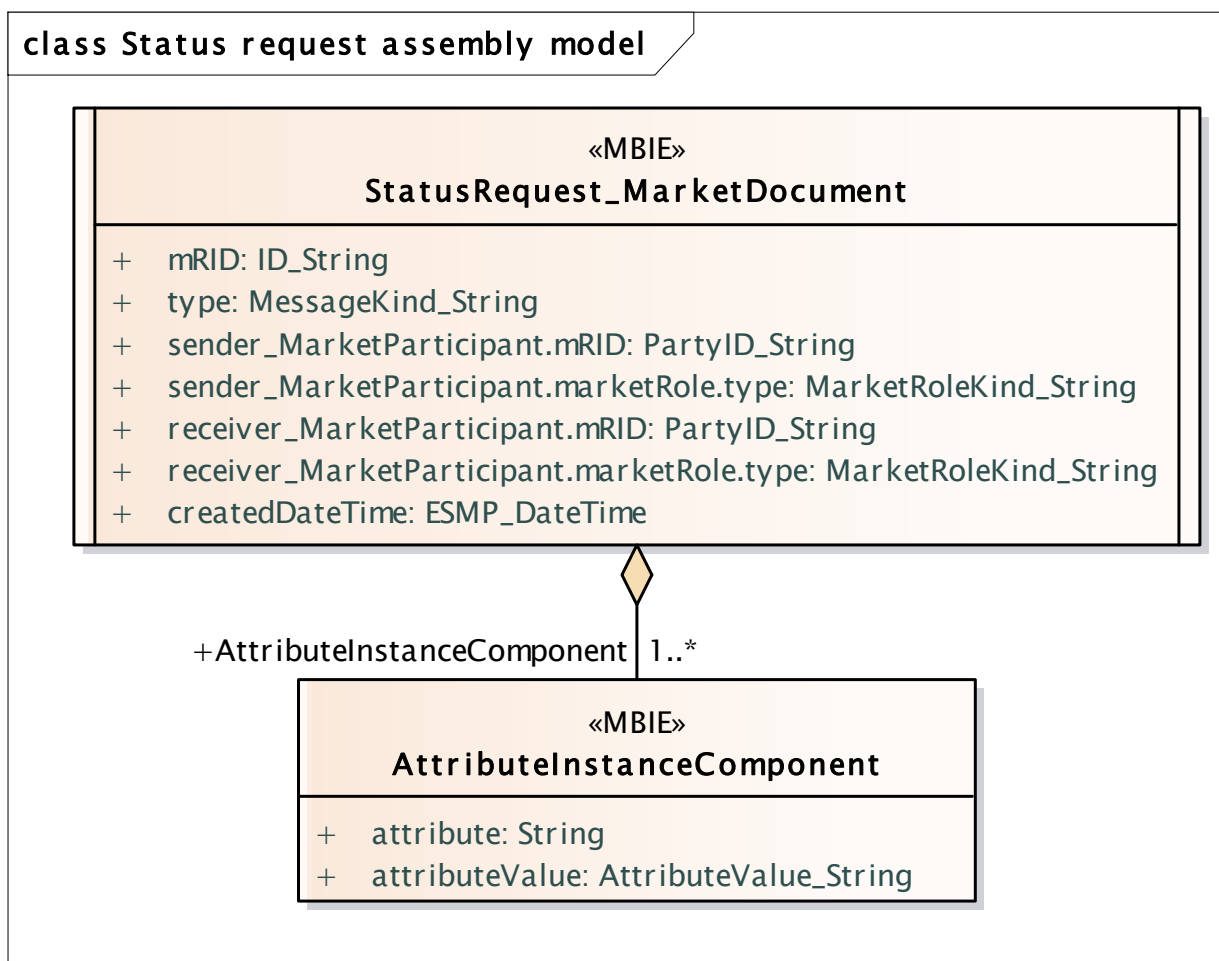 class Status request assembly model
«MBIE»
StatusRequest_MarketDocument
+ mRID: ID_String
+ type: MessageKind_String
+ sender_MarketParticipant.mRID: PartyID_String
+ sender_MarketParticipant.marketRole.type: MarketRoleKind_String
+ receiver_MarketParticipant.mRID: PartyID_String
+ receiver_MarketParticipant.marketRole.type: MarketRoleKind_String
+ createdDateTime: ESMP_DateTime
+AttributeInstanceComponent 1..*
«MBIE»
AttributeInstanceComponent
+ attribute: String
+ attributeValue: AttributeValue_String